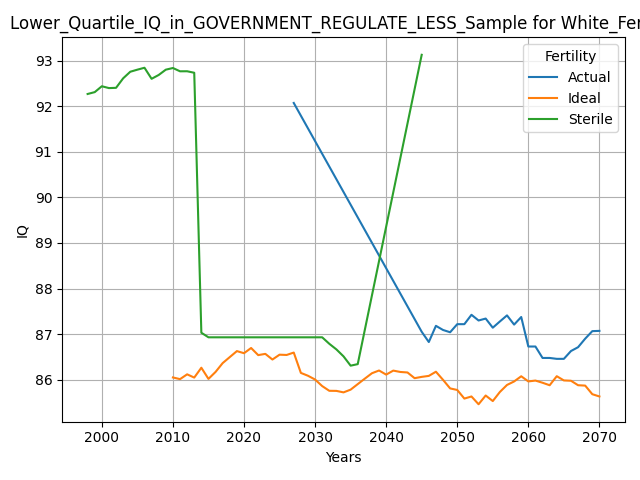 Lower_Quartile_IQ_in_GOVERNMENT_REGULATE_LESS_Sample for White_Fer
Fertility
Actual
Ideal
Sterile
93
92
91
90
89
88
87
86
IQ
2000 2010 2020 2030 2040 2050 2060 2070
Years